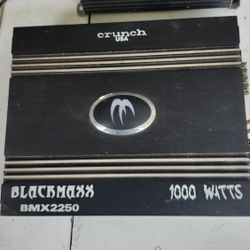 crunch
USA
BLACKMAXX 1000 WATTS
BMX2250